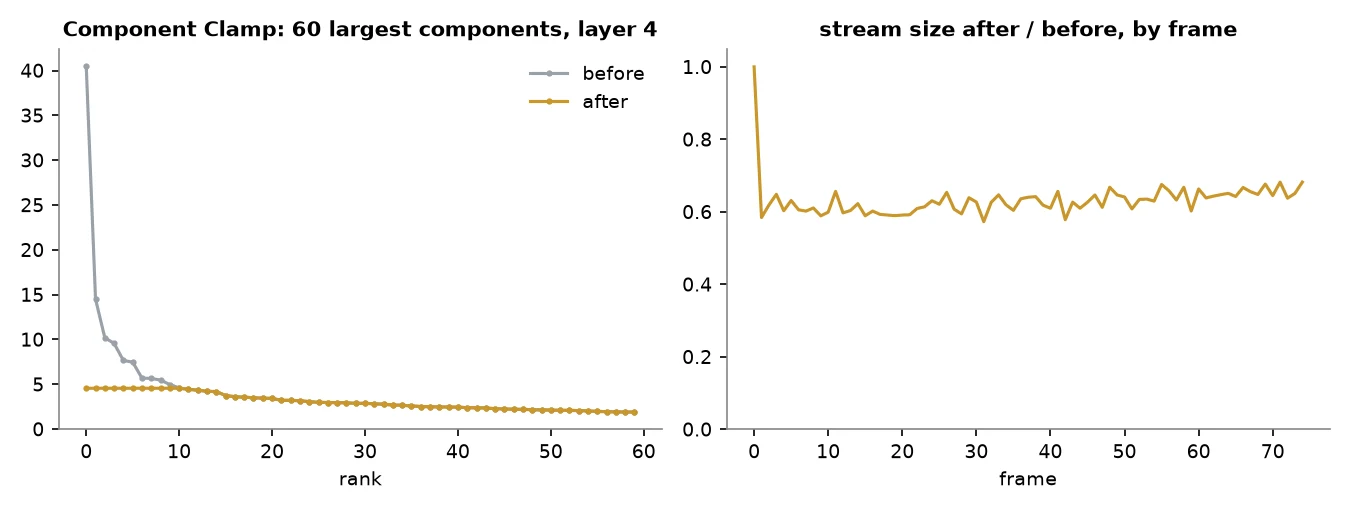 Component Clamp: 60 largest components, layer 4
before
after
40
35
30
25
20
15
10
5
0
0 10 20 30 40 50 60
rank
stream size after / before, by frame
1.0
0.8
0.6
0.4
0.2
0.0
0 10 20 30 40 50 60 70
frame